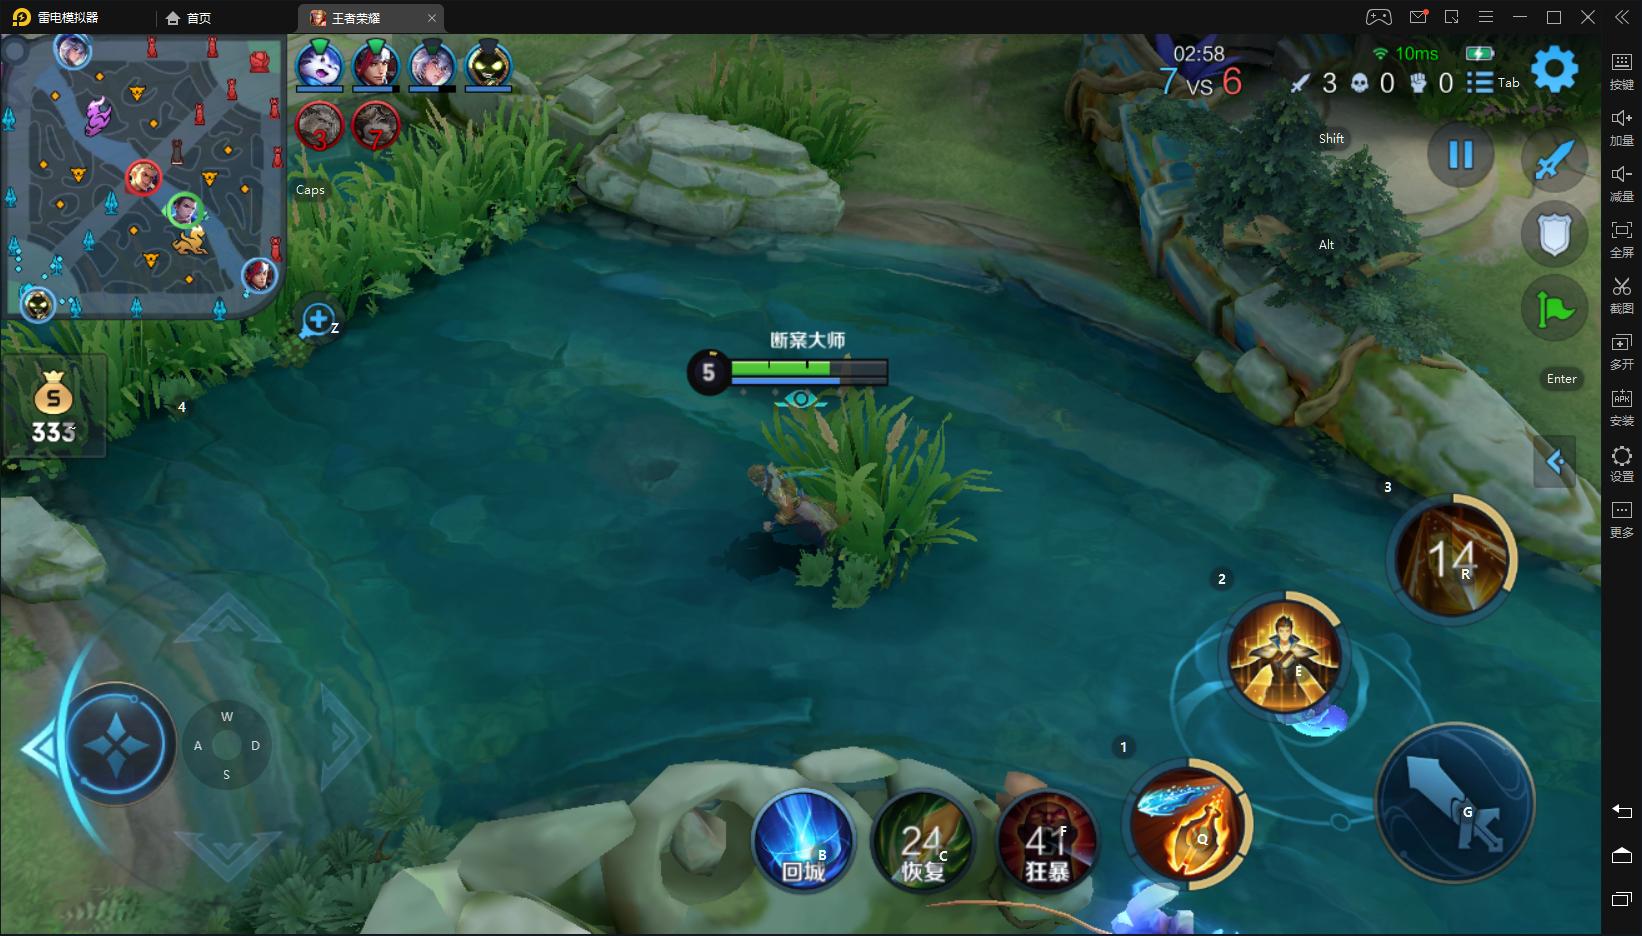 雷电模拟器
首页
王者荣耀
02:58
10ms
7 VS 6
3
0
0
Tab
3
7
Caps
Shift
Alt
Z
Enter
333
4
断案大师
5
3
14
R
2
E
1
Q
G
W
A
D
S
B
回城
24
C
恢复
41
F
狂暴
按键
加量
减量
全屏
截图
多开
APK
安装
设置
更多